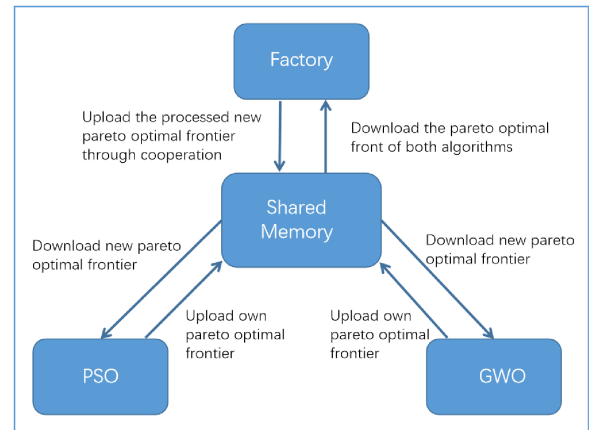 Factory
Upload the processed new
pareto optimal frontier
through cooperation
Download the pareto optimal
front of both algorithms
Shared
Memory
Download new pareto
optimal frontier
Download new pareto
optimal frontier
Upload own
pareto optimal
frontier
Upload own
pareto optimal
frontier
PSO
GWO